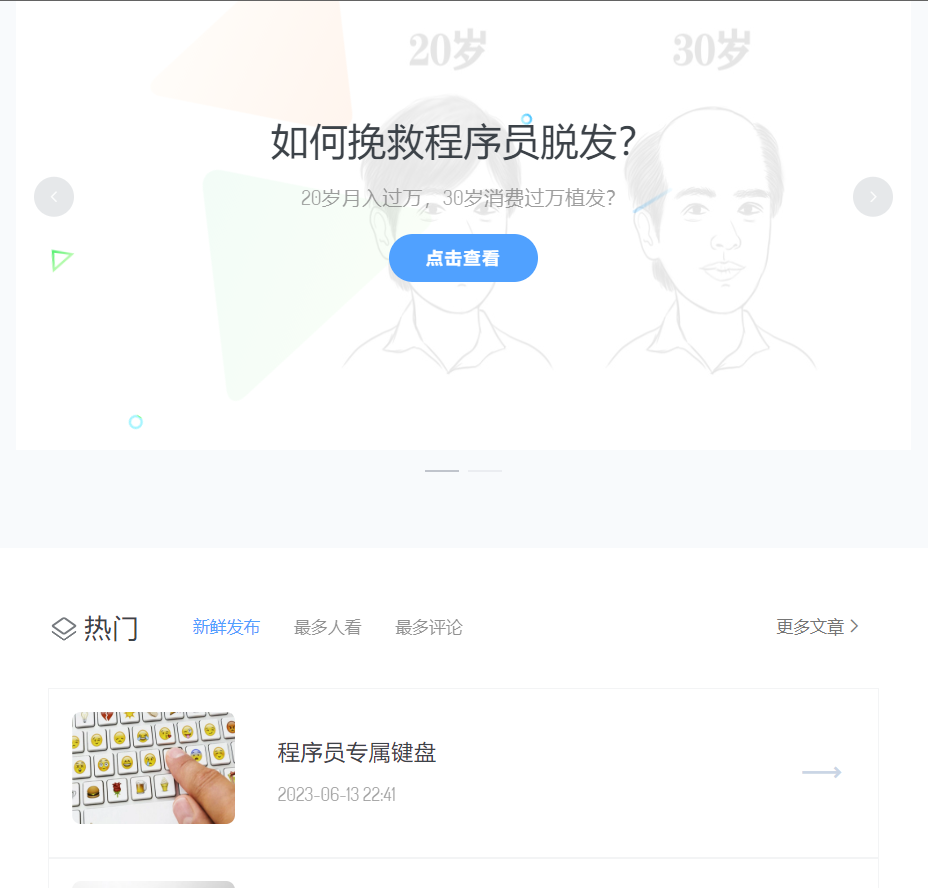 20岁 30岁
如何挽救程序员脱发？
20岁月入过万，30岁消费过万植发？
点击查看
热门 新鲜发布 最多人看 最多评论 更多文章
程序员专属键盘
2023-06-13 22:41